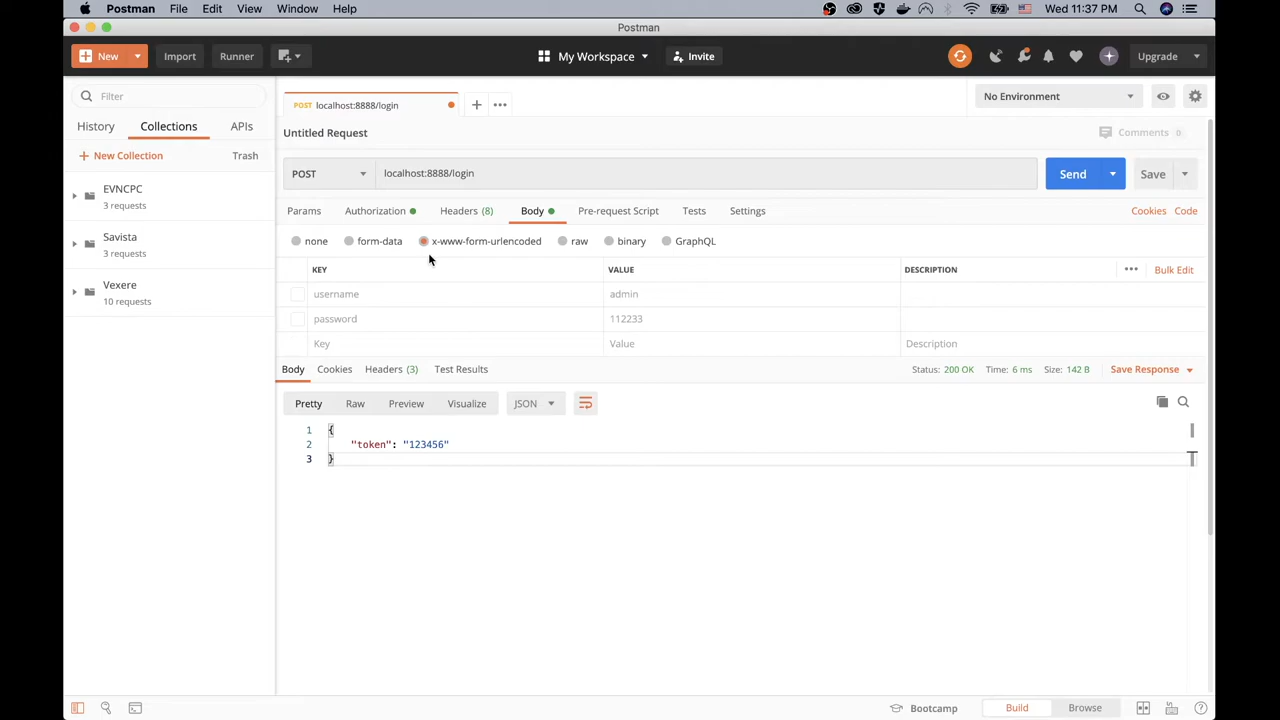 Postman File Edit View Window Help Wed 11:37 PM
Postman
New Import Runner My Workspace Invite Upgrade
Filter
History Collections APIs
New Collection Trash
EVNCPC
3 requests
Savista
3 requests
Vexere
10 requests
POST localhost:8888/login No Environment
Untitled Request Comments 0
POST localhost:8888/login Send Save
Params Authorization Headers (8) Body Pre-request Script Tests Settings Cookies Code
none form-data x-www-form-urlencoded raw binary GraphQL
KEY VALUE DESCRIPTION Bulk Edit
username admin
password 112233
Key Value Description
Body Cookies Headers (3) Test Results Status: 200 OK Time: 6 ms Size: 142 B Save Response
Pretty Raw Preview Visualize JSON
1 {
2 "token": "123456"
3 }
Bootcamp Build Browse